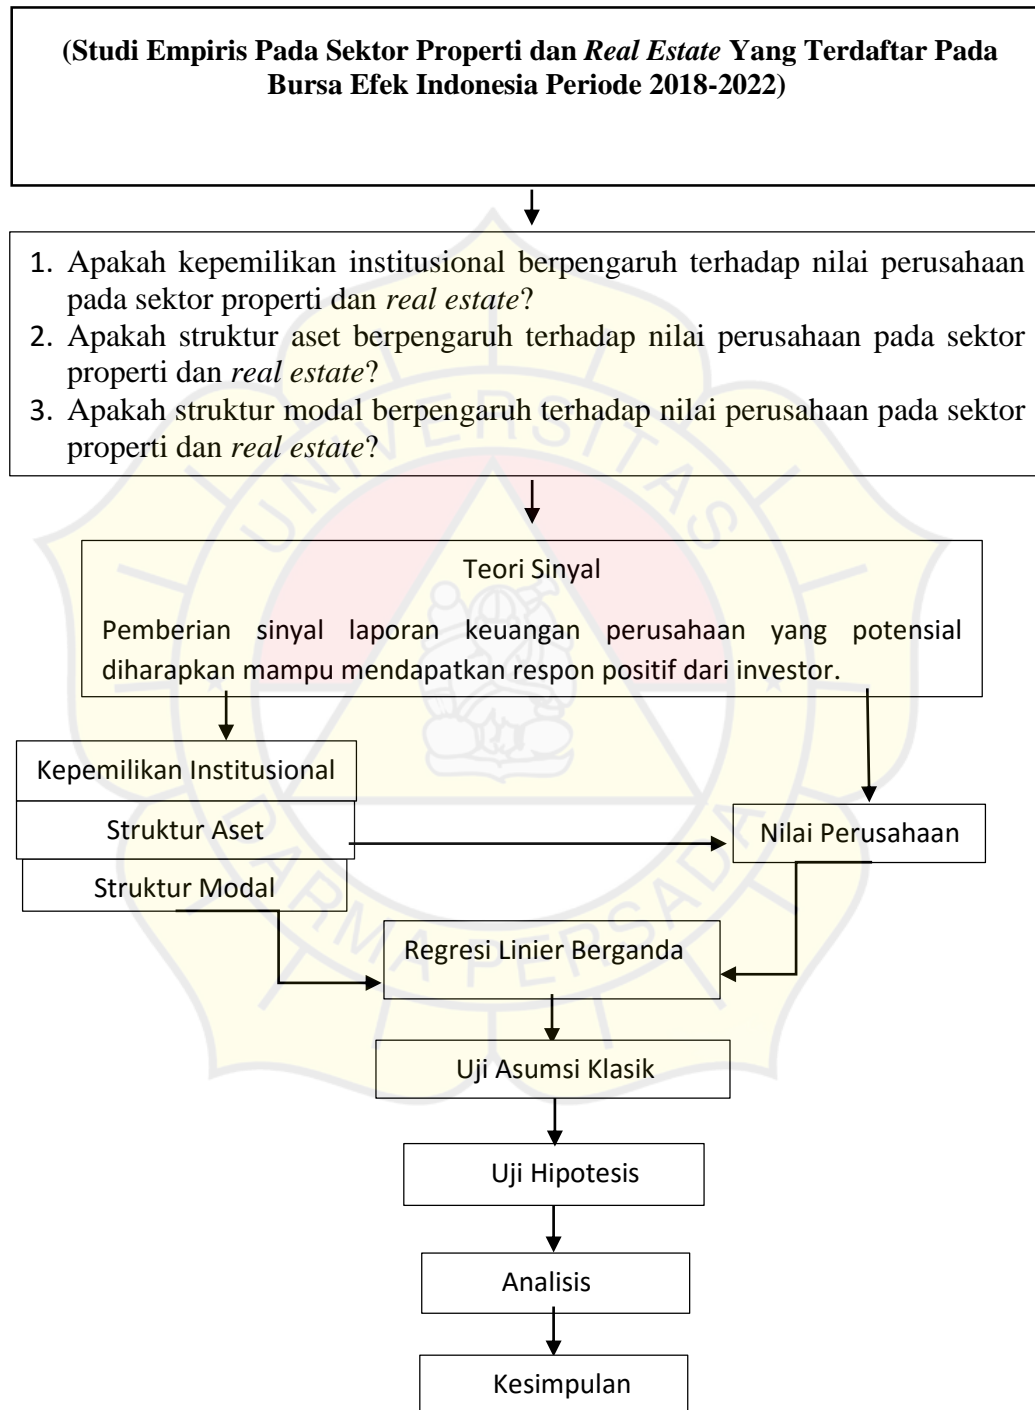 (Studi Empiris Pada Sektor Properti dan Real Estate Yang Terdaftar Pada
Bursa Efek Indonesia Periode 2018-2022)
1. Apakah kepemilikan institusional berpengaruh terhadap nilai perusahaan
pada sektor properti dan real estate?
2. Apakah struktur aset berpengaruh terhadap nilai perusahaan pada sektor
properti dan real estate?
3. Apakah struktur modal berpengaruh terhadap nilai perusahaan pada sektor
properti dan real estate?
Teori Sinyal
Pemberian sinyal laporan keuangan perusahaan yang potensial
diharapkan mampu mendapatkan respon positif dari investor.
Kepemilikan Institusional
Struktur Aset
Struktur Modal
Nilai Perusahaan
Regresi Linier Berganda
Uji Asumsi Klasik
Uji Hipotesis
Analisis
Kesimpulan
UNIVERSITAS
DARMA PERSADA